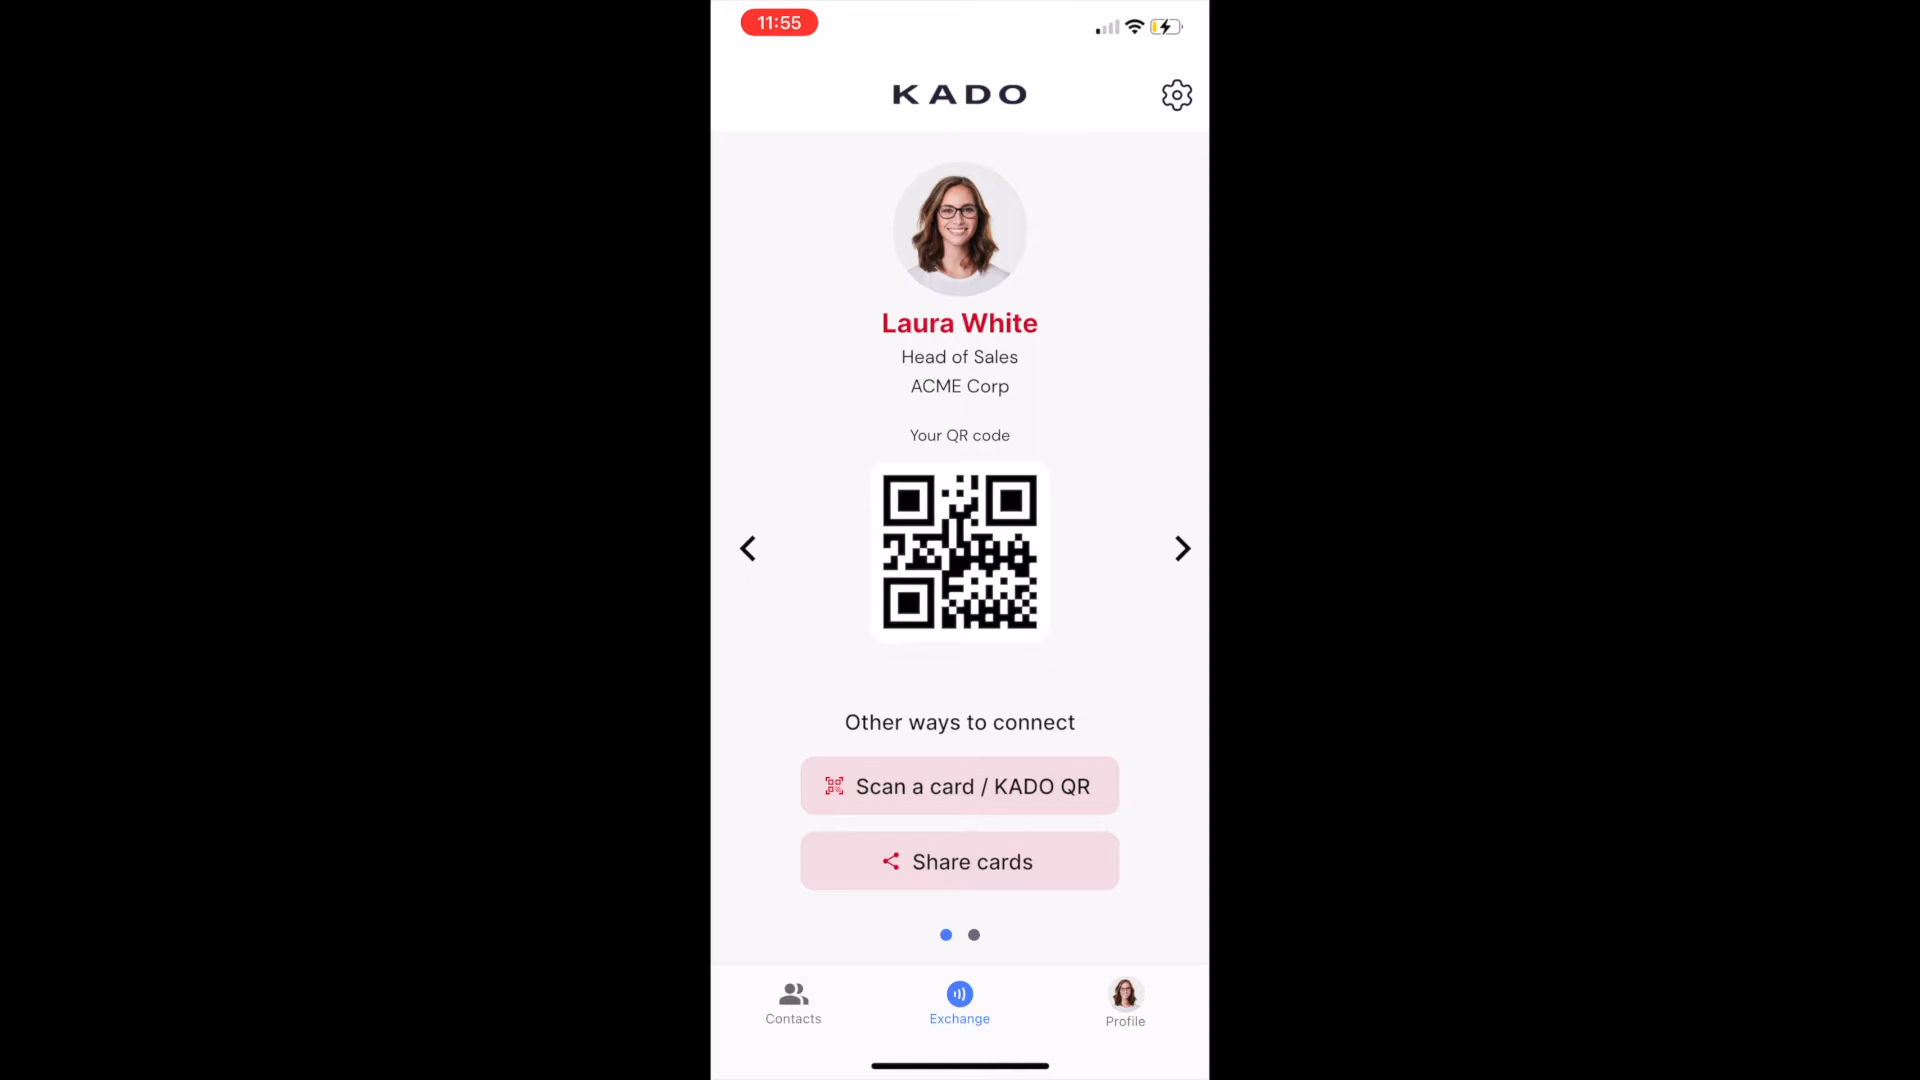 11:55
KADO
Laura White
Head of Sales
ACME Corp
Your QR code
Other ways to connect
Scan a card / KADO QR
Share cards
Contacts
Exchange
Profile